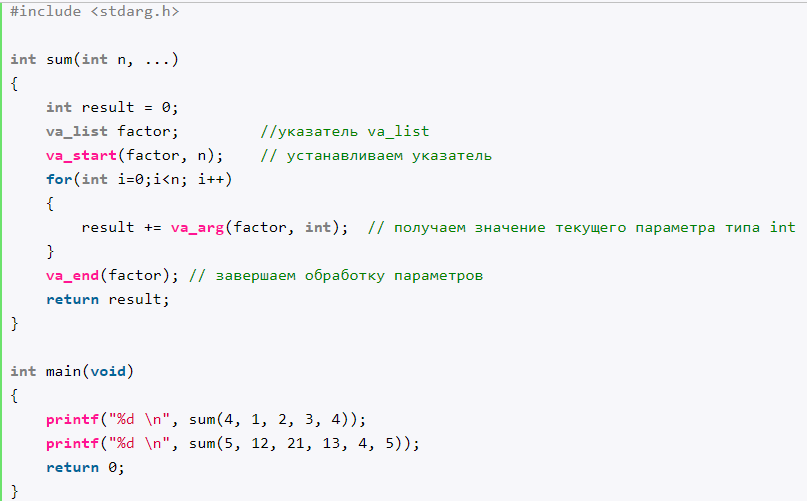 #include <stdarg.h>
int sum(int n, ...)
{
    int result = 0;
    va_list factor;         //указатель va_list
    va_start(factor, n);    // устанавливаем указатель
    for(int i=0;i<n; i++)
    {
        result += va_arg(factor, int);  // получаем значение текущего параметра типа int
    }
    va_end(factor); // завершаем обработку параметров
    return result;
}
int main(void)
{
    printf("%d \n", sum(4, 1, 2, 3, 4));
    printf("%d \n", sum(5, 12, 21, 13, 4, 5));
    return 0;
}